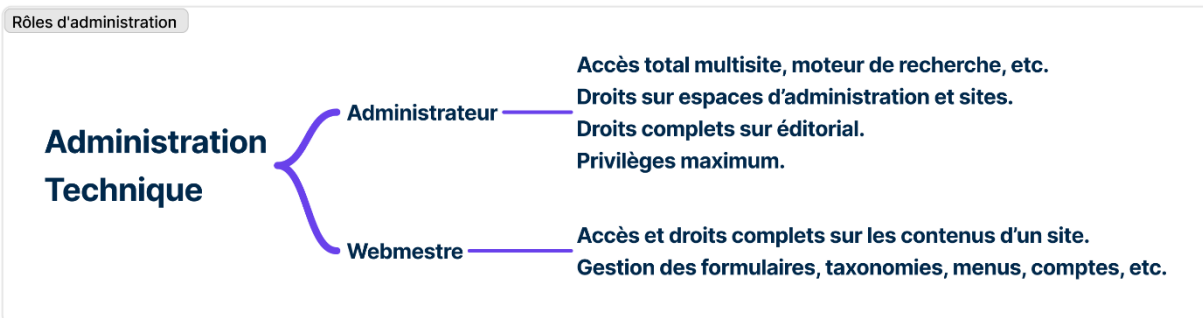 Rôles d'administration
Administration
Technique
Administrateur
Accès total multisite, moteur de recherche, etc.
Droits sur espaces d’administration et sites.
Droits complets sur éditorial.
Privilèges maximum.
Webmestre
Accès et droits complets sur les contenus d’un site.
Gestion des formulaires, taxonomies, menus, comptes, etc.